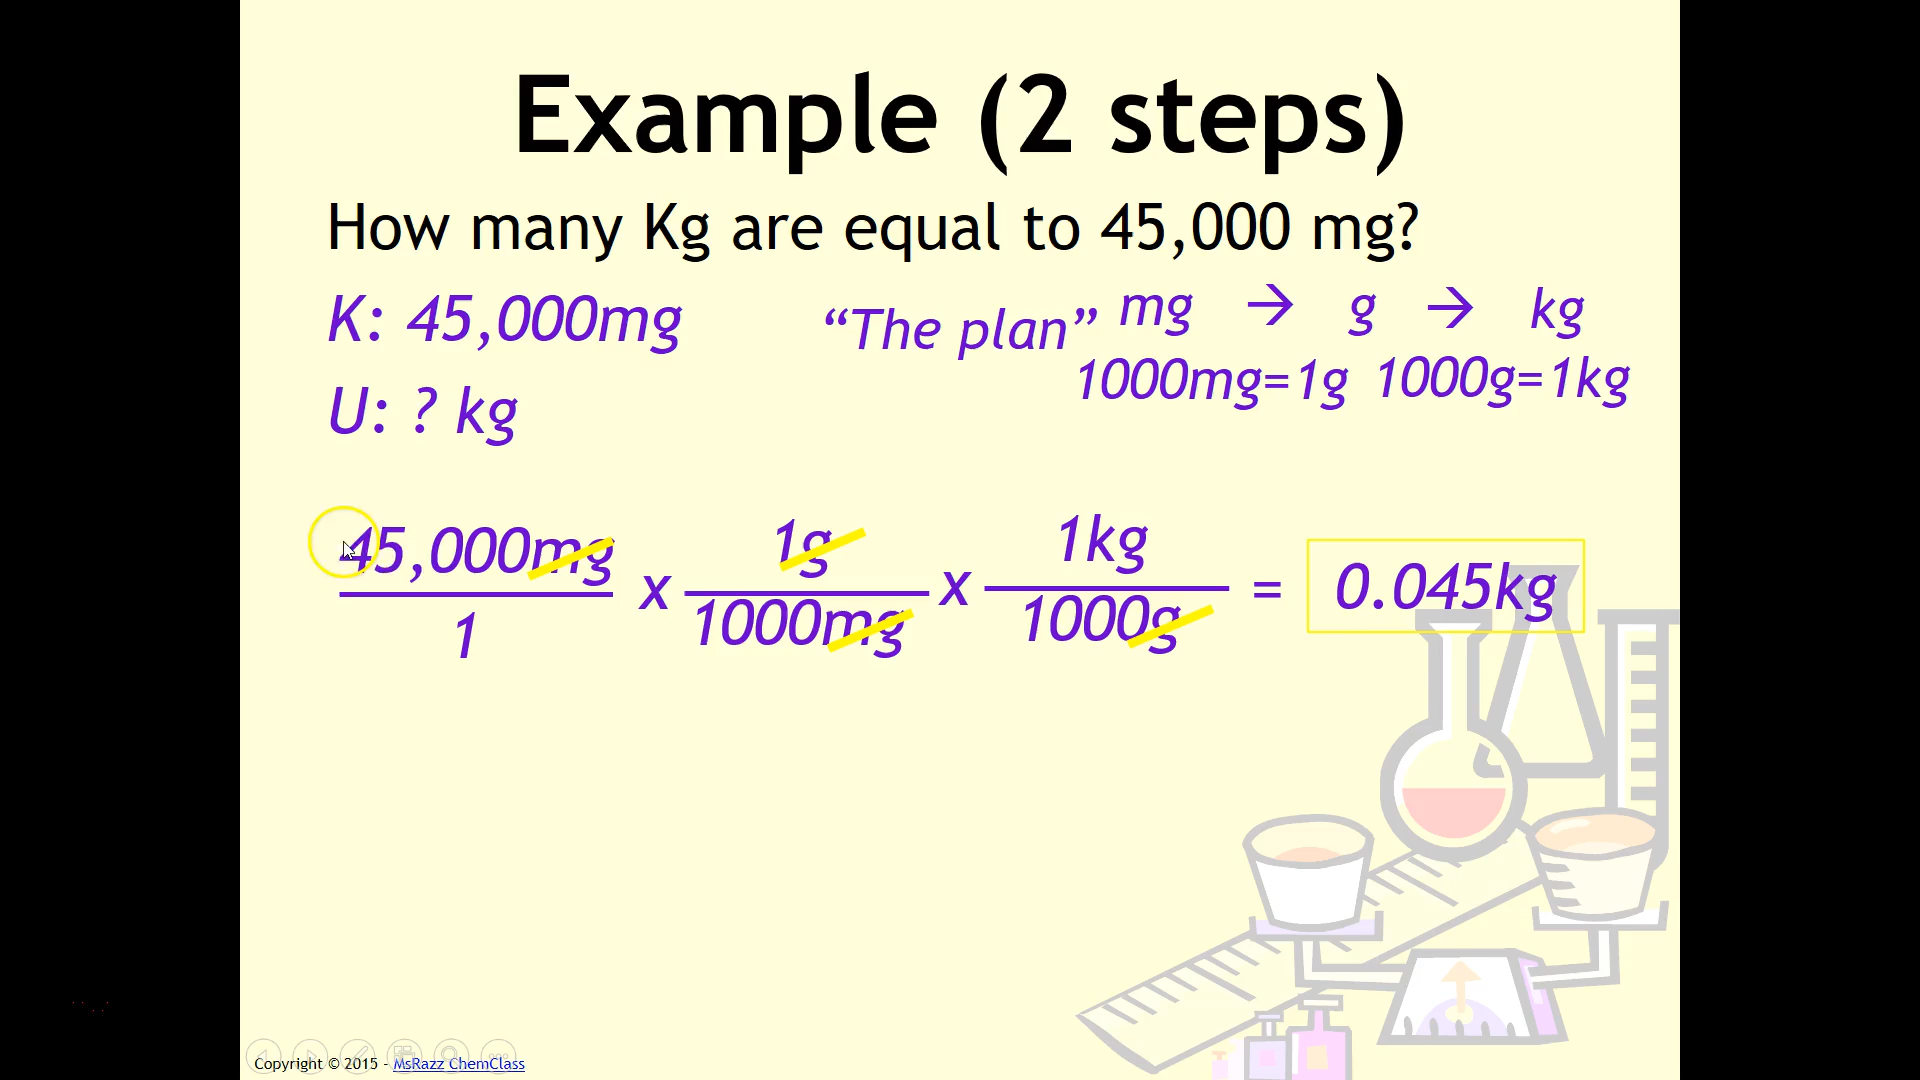 Example (2 steps)
How many Kg are equal to 45,000 mg?
K: 45,000mg
“The plan” mg → g → kg
1000mg=1g 1000g=1kg
U: ? kg
45,000mg 1g 1kg
x x = 0.045kg
1 1000mg 1000g
Copyright © 2015 - MsRazz ChemClass